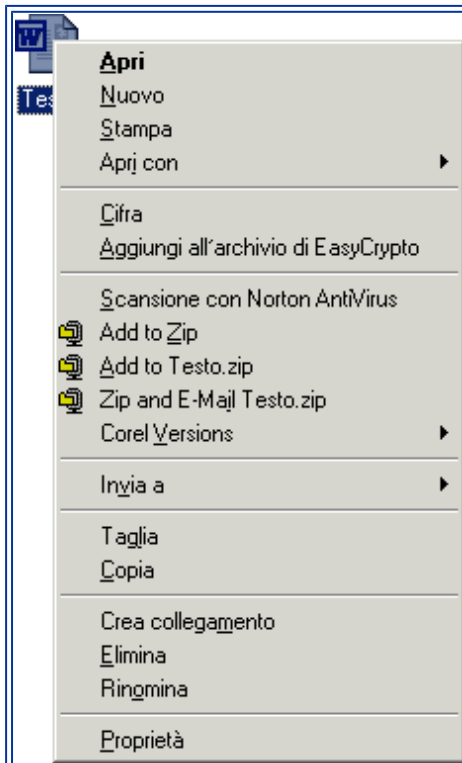 W
Tes
Apri
Nuovo
Stampa
Apri con
Cifra
Aggiungi all'archivio di EasyCrypto
Scansione con Norton AntiVirus
Add to Zip
Add to Testo.zip
Zip and E-Mail Testo.zip
Corel Versions
Invia a
Taglia
Copia
Crea collegamento
Elimina
Rinomina
Proprietà